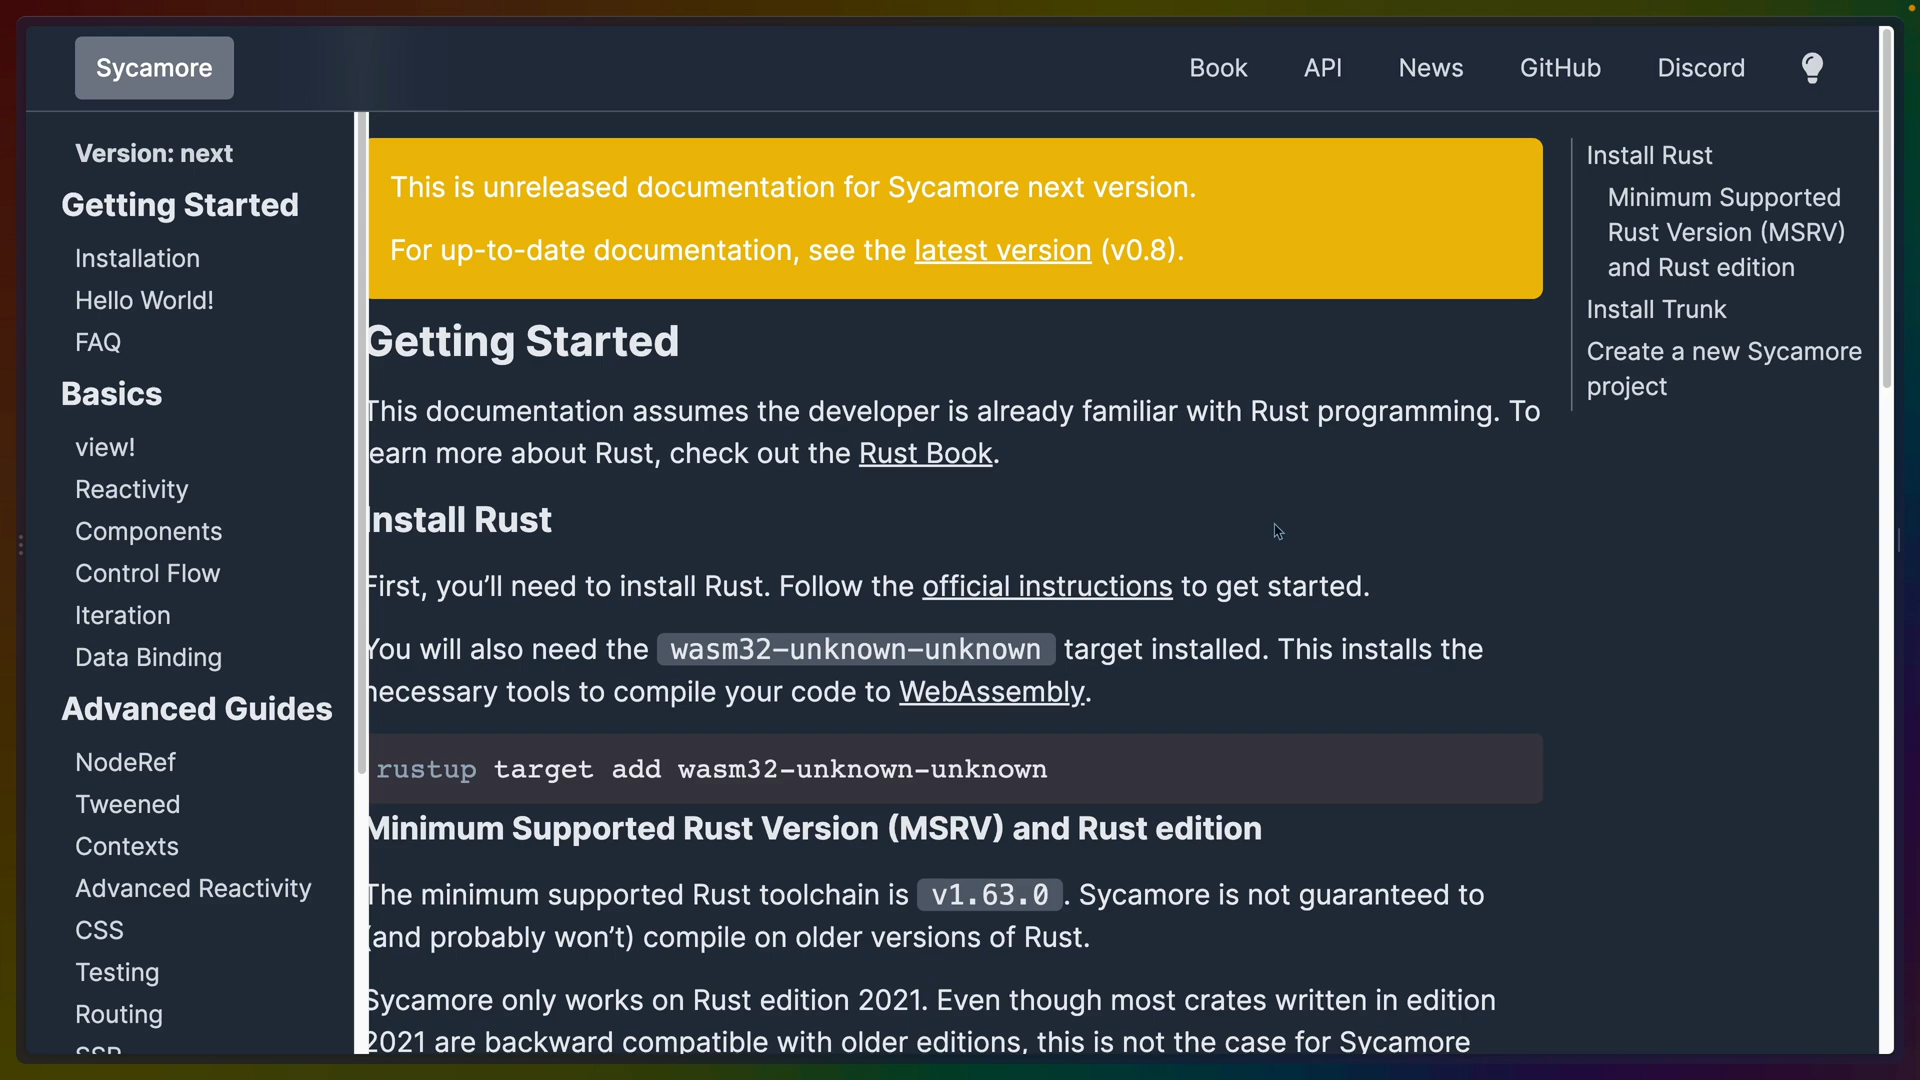 Sycamore
Book
API
News
GitHub
Discord
Version: next
Getting Started
Installation
Hello World!
FAQ
Basics
view!
Reactivity
Components
Control Flow
Iteration
Data Binding
Advanced Guides
NodeRef
Tweened
Contexts
Advanced Reactivity
CSS
Testing
Routing
SSR
This is unreleased documentation for Sycamore next version.
For up-to-date documentation, see the latest version (v0.8).
Getting Started
This documentation assumes the developer is already familiar with Rust programming. To
learn more about Rust, check out the Rust Book.
Install Rust
First, you’ll need to install Rust. Follow the official instructions to get started.
You will also need the wasm32-unknown-unknown target installed. This installs the
necessary tools to compile your code to WebAssembly.
rustup target add wasm32-unknown-unknown
Minimum Supported Rust Version (MSRV) and Rust edition
The minimum supported Rust toolchain is v1.63.0. Sycamore is not guaranteed to
(and probably won’t) compile on older versions of Rust.
Sycamore only works on Rust edition 2021. Even though most crates written in edition
2021 are backward compatible with older editions, this is not the case for Sycamore
Install Rust
Minimum Supported
Rust Version (MSRV)
and Rust edition
Install Trunk
Create a new Sycamore
project